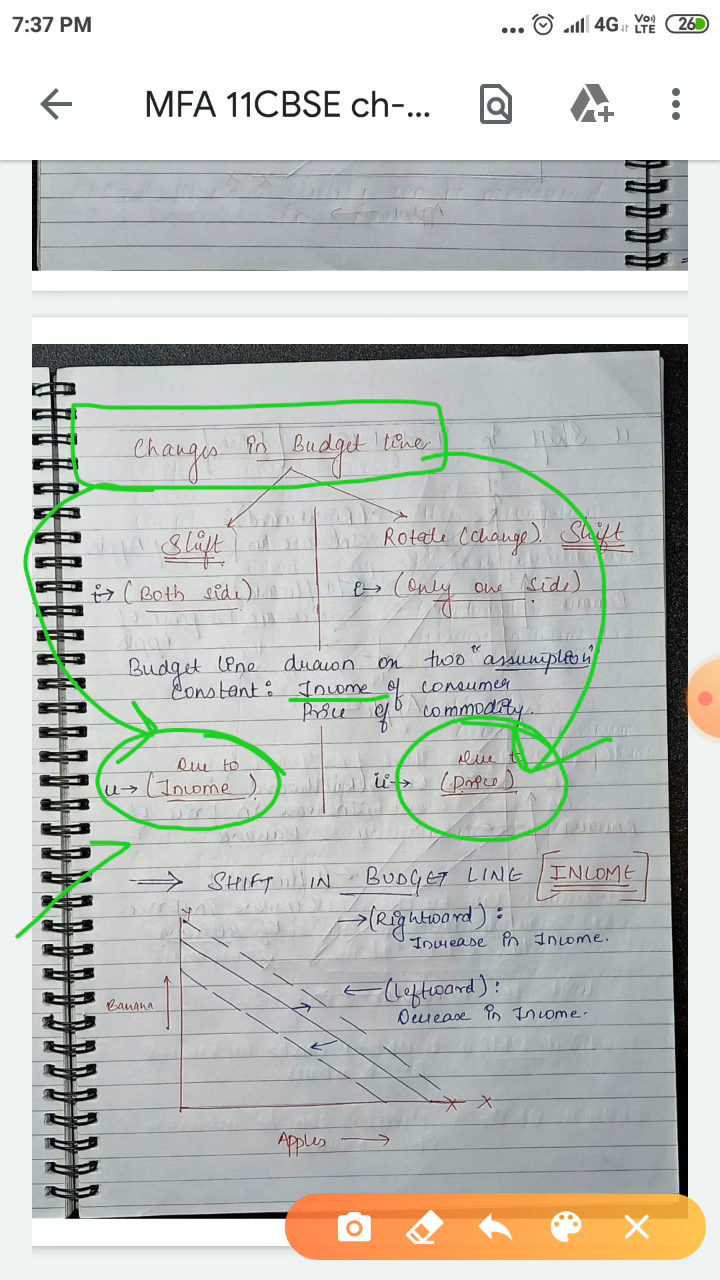 7:37 PM
... 4G Vo)) LTE 26
MFA 11CBSE ch-...
Changes in Budget line
Shift
Rotate (change). Shift
i→ (Both side)
i→ (Only one side)
Budget line drawn on two "assumption"
Constant: Income of consumer
Price of commodity.
Due to
ii→ (Income)
Due t
ii→ (Price)
⇒ SHIFT IN BUDGET LINE [INCOME]
→(Rightward):
Increase in Income.
←(Leftward):
Decrease in Income.
Y
Banana
X
Apples →